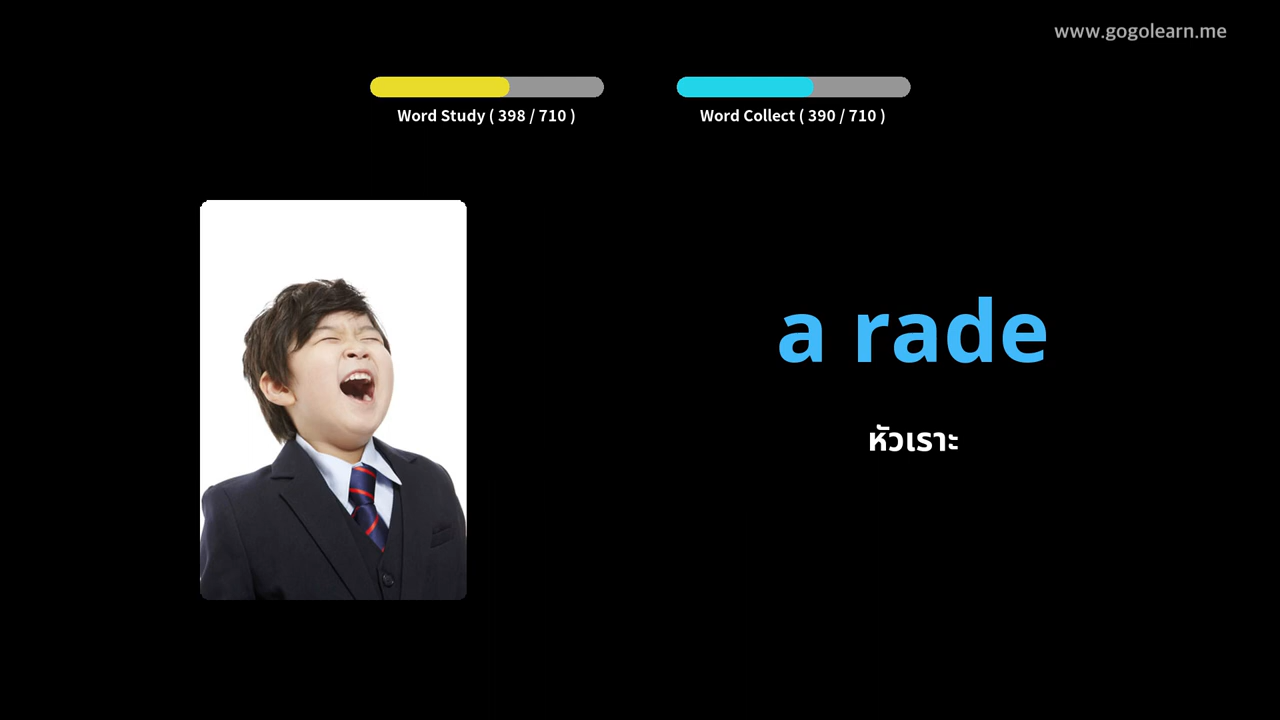 www.gogolearn.me
Word Study ( 398 / 710 )
Word Collect ( 390 / 710 )
a rade
หัวเราะ